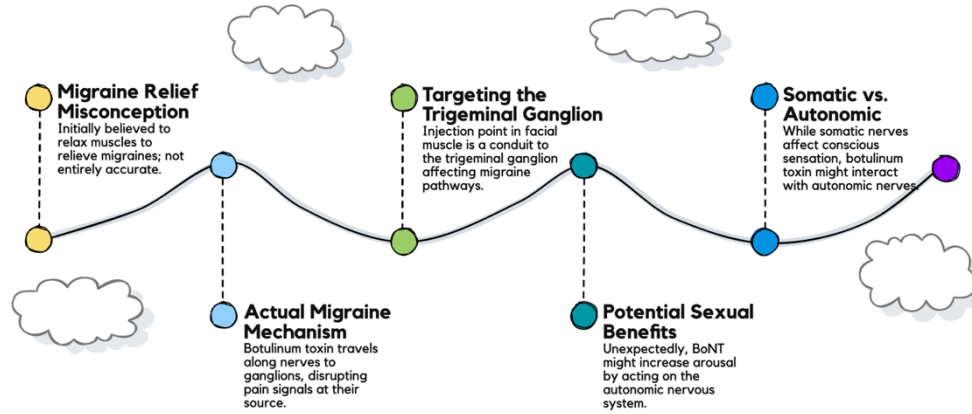 Migraine Relief
Misconception
Initially believed to
relax muscles to
relieve migraines; not
entirely accurate.
Actual Migraine
Mechanism
Botulinum toxin travels
along nerves to
ganglions, disrupting
pain signals at their
source.
Targeting the
Trigeminal Ganglion
Injection point in facial
muscle is a conduit to
the trigeminal ganglion
affecting migraine
pathways.
Potential Sexual
Benefits
Unexpectedly, BoNT
might increase arousal
by acting on the
autonomic nervous
system.
Somatic vs.
Autonomic
While somatic nerves
affect conscious
sensation, botulinum
toxin might interact
with autonomic nerves.